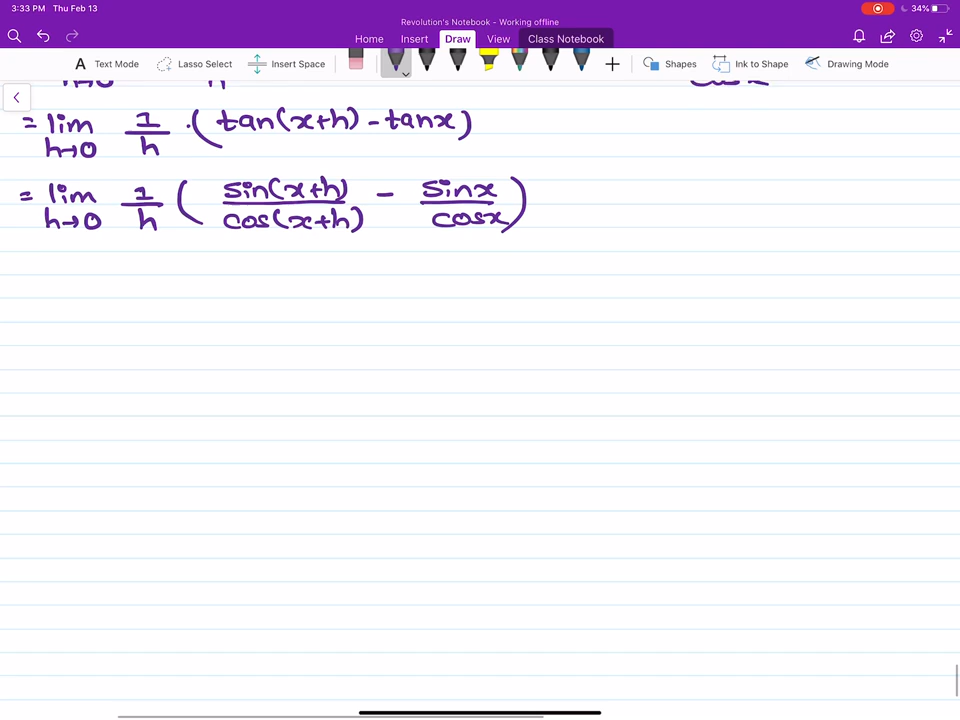 3:33 PM Thu Feb 13
34%
Revolution's Notebook - Working offline
Home Insert Draw View Class Notebook
A Text Mode Lasso Select Insert Space Shapes Ink to Shape Drawing Mode
= lim 1/h · (tan(x+h) - tanx)
h→0
= lim 1/h ( sin(x+h)/cos(x+h) - sinx/cosx )
h→0